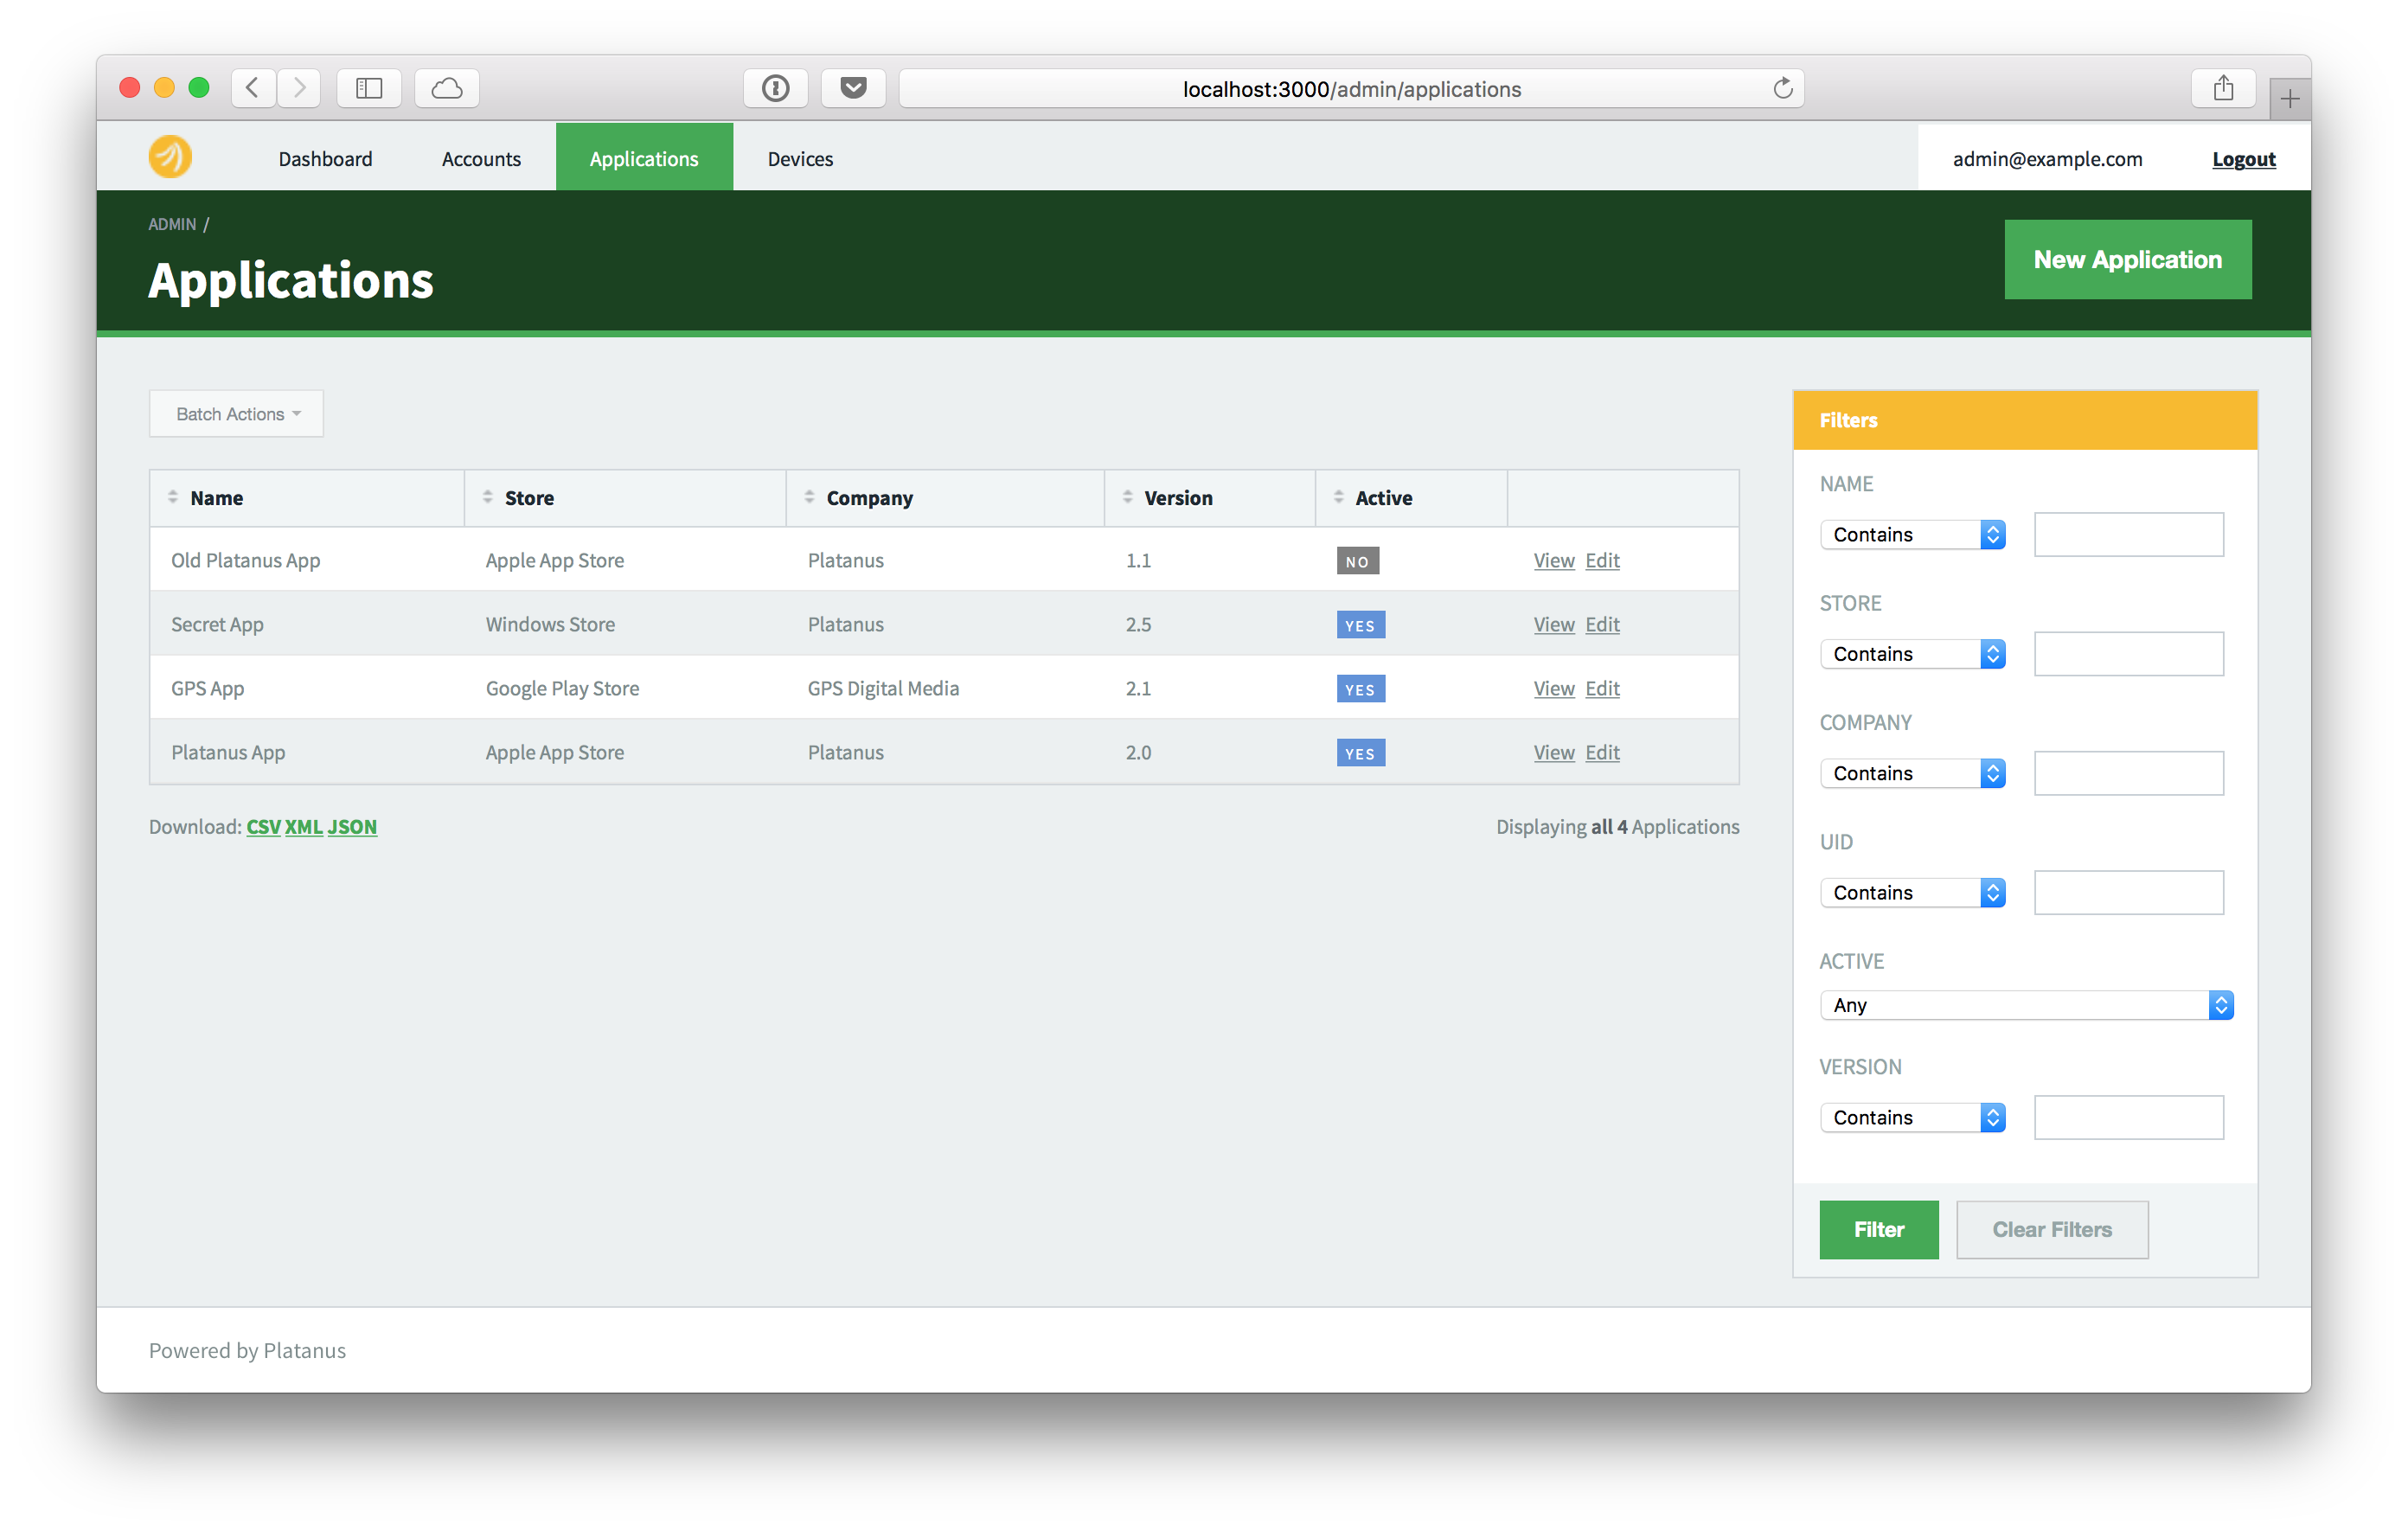 localhost:3000/admin/applications
Dashboard Accounts Applications Devices admin@example.com Logout
ADMIN /
Applications
New Application
Batch Actions
Name Store Company Version Active
Old Platanus App Apple App Store Platanus 1.1 NO View Edit
Secret App Windows Store Platanus 2.5 YES View Edit
GPS App Google Play Store GPS Digital Media 2.1 YES View Edit
Platanus App Apple App Store Platanus 2.0 YES View Edit
Download: CSV XML JSON
Displaying all 4 Applications
Filters
NAME
Contains
STORE
Contains
COMPANY
Contains
UID
Contains
ACTIVE
Any
VERSION
Contains
Filter Clear Filters
Powered by Platanus